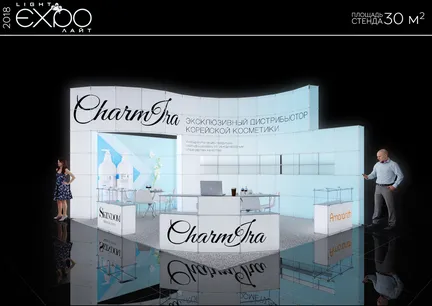 2018
LIGHT
EXPO
ЛАЙТ
ПЛОЩАДЬ
СТЕНДА 30 м²
CharmIra
ЭКСКЛЮЗИВНЫЙ ДИСТРИБЬЮТОР
КОРЕЙСКОЙ КОСМЕТИКИ
CharmIra